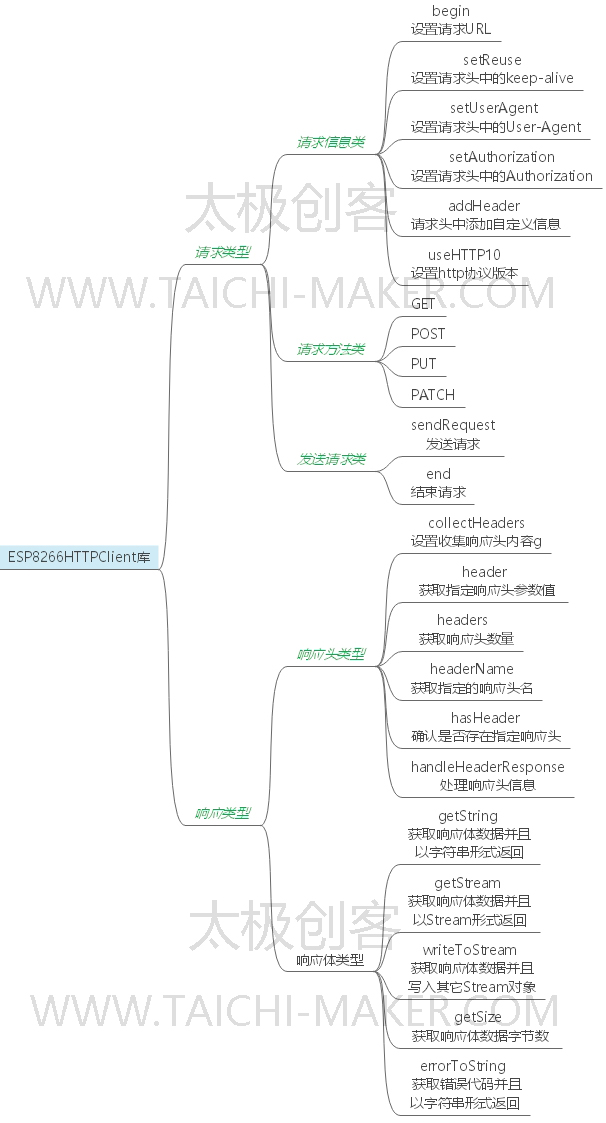 begin
设置请求URL
setReuse
设置请求头中的keep-alive
setUserAgent
设置请求头中的User-Agent
请求信息类
setAuthorization
设置请求头中的Authorization
太极创客
addHeader
请求头中添加自定义信息
请求类型
useHTTP10
设置http协议版本
WWW.TAICHI-MAKER.COM
GET
POST
请求方法类
PUT
PATCH
sendRequest
发送请求
发送请求类
end
结束请求
collectHeaders
设置收集响应头内容g
ESP8266HTTPClient库
header
获取指定响应头参数值
headers
获取响应头数量
响应头类型
headerName
获取指定的响应头名
hasHeader
确认是否存在指定响应头
handleHeaderResponse
处理响应头信息
响应类型
getString
获取响应体数据并且
以字符串形式返回
getStream
获取响应体数据并且
以Stream形式返回
太极创客
writeToStream
获取响应体数据并且
写入其它Stream对象
响应体类型
WWW.TAICHI-MAKER.COM
getSize
获取响应体数据字节数
errorToString
获取错误代码并且
以字符串形式返回